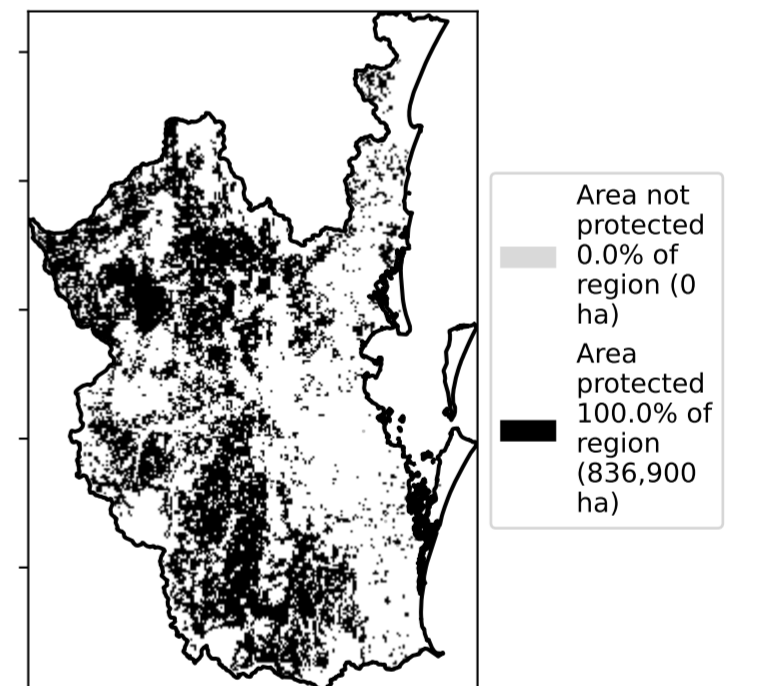 Area not
protected
0.0% of
region (0
ha)
Area
protected
100.0% of
region
(836,900
ha)